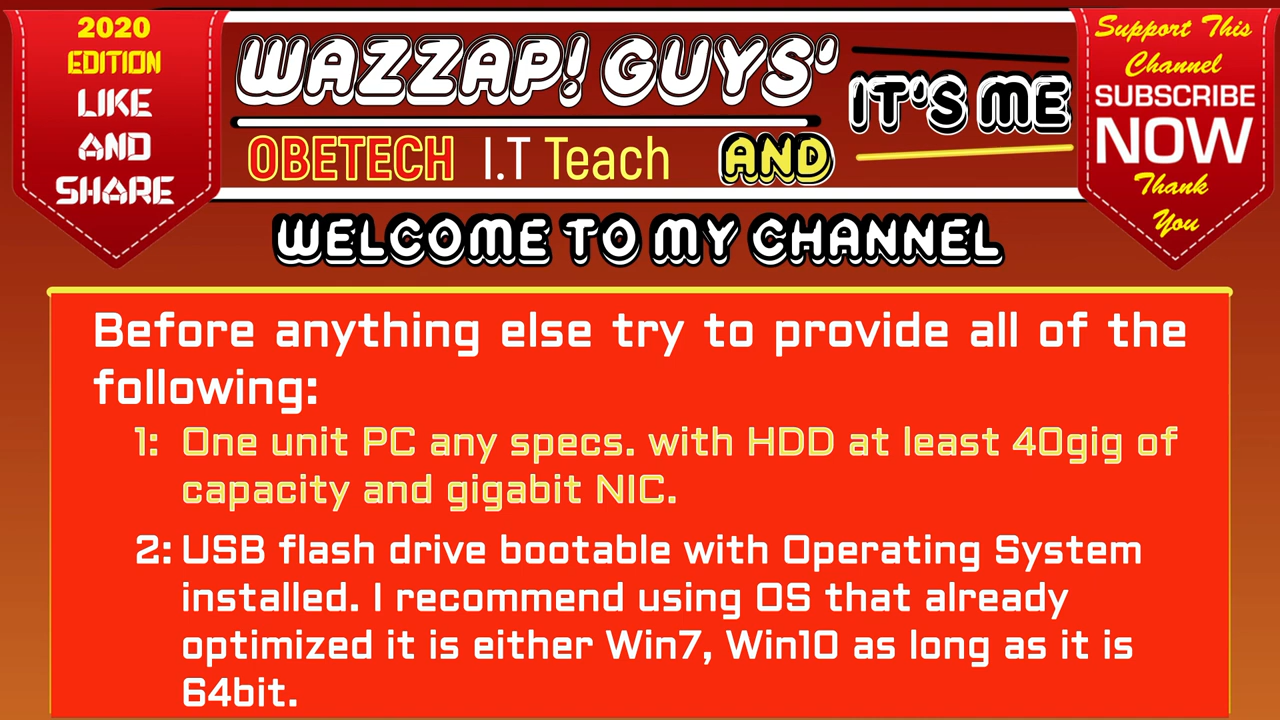 2020
EDITION
LIKE
AND
SHARE
WAZZAP! GUYS'
IT'S ME
OBETECH I.T Teach AND
Support This
Channel
SUBSCRIBE
NOW
Thank
You
WELCOME TO MY CHANNEL
Before anything else try to provide all of the
following:
1: One unit PC any specs. with HDD at least 40gig of
capacity and gigabit NIC.
2: USB flash drive bootable with Operating System
installed. I recommend using OS that already
optimized it is either Win7, Win10 as long as it is
64bit.